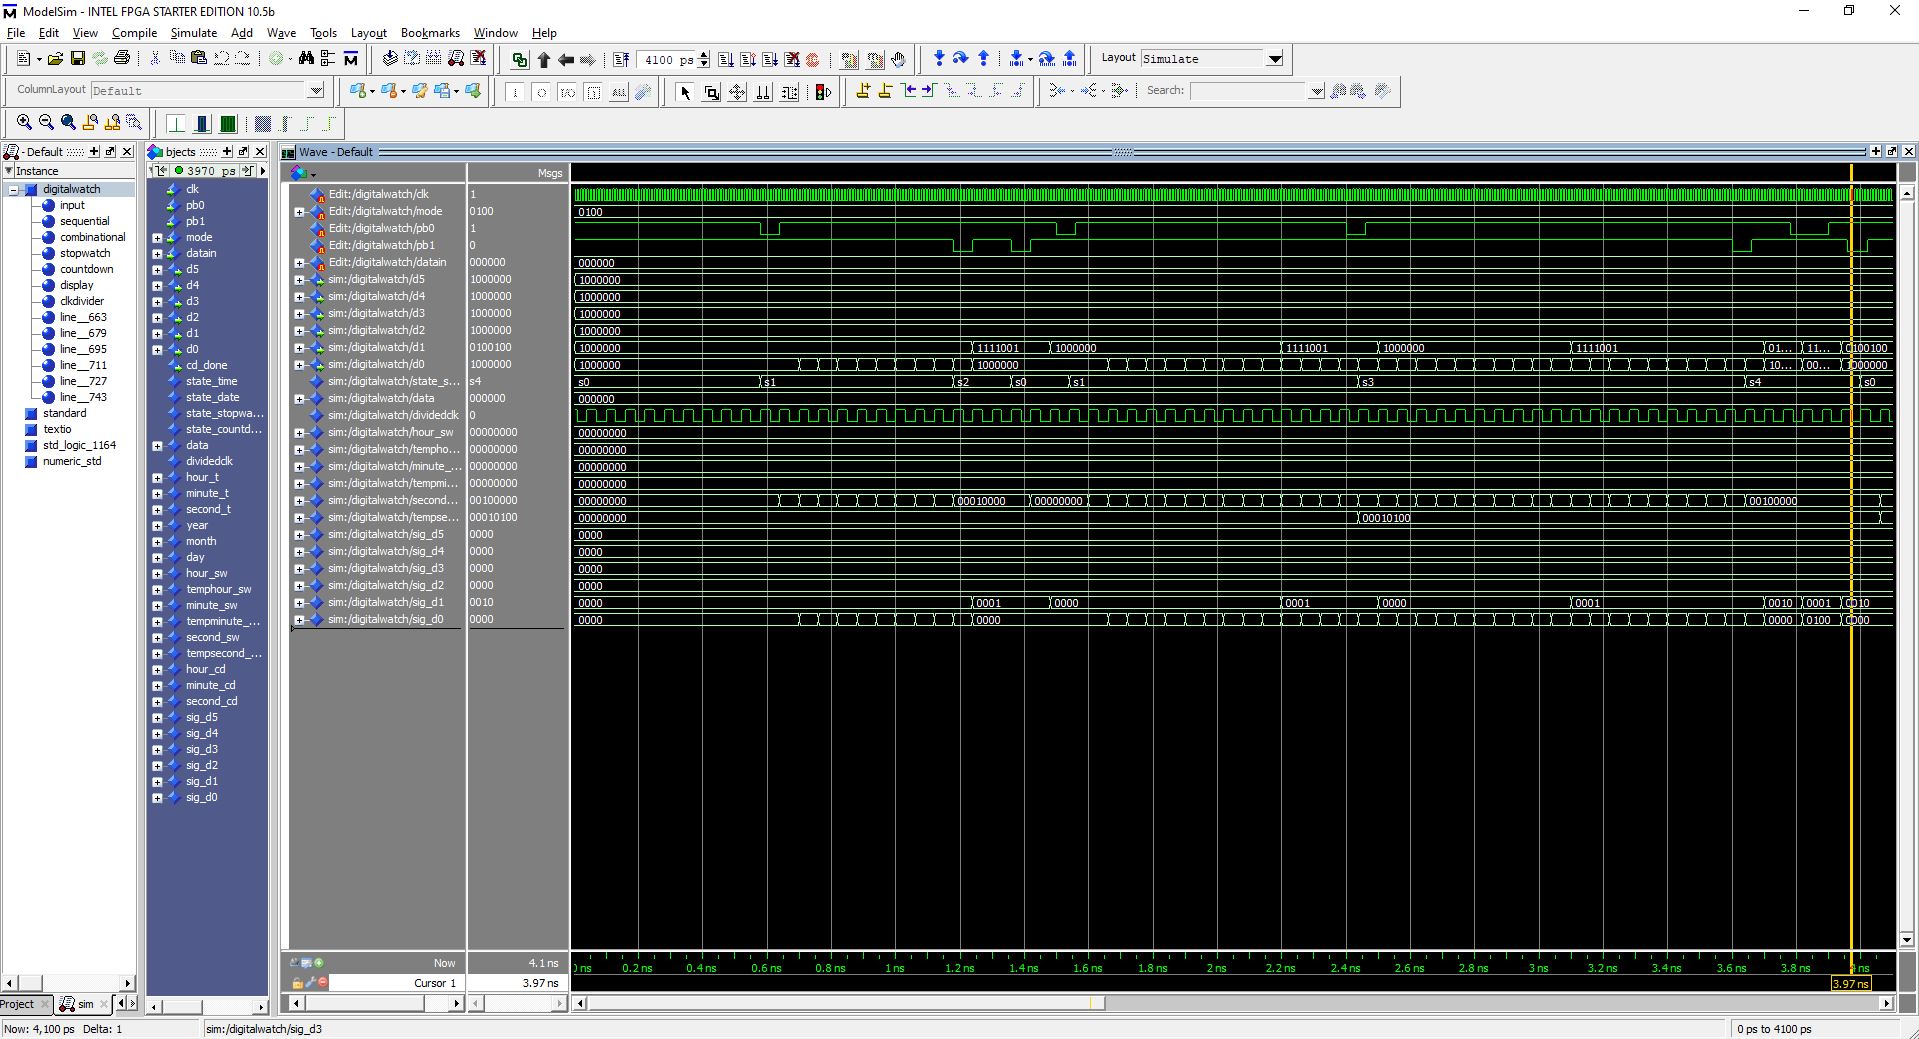 ModelSim - INTEL FPGA STARTER EDITION 10.5b
File Edit View Compile Simulate Add Wave Tools Layout Bookmarks Window Help
4100 ps
Layout Simulate
ColumnLayout Default
Search:
- Default
Instance
digitalwatch
input
sequential
combinational
stopwatch
countdown
display
clkdivider
line__663
line__679
line__695
line__711
line__727
line__743
standard
textio
std_logic_1164
numeric_std
Project
sim
bjects
3970 ps
clk
pb0
pb1
mode
datain
d5
d4
d3
d2
d1
d0
cd_done
state_time
state_date
state_stopwa...
state_countd...
data
dividedclk
hour_t
minute_t
second_t
year
month
day
hour_sw
temphour_sw
minute_sw
tempminute_...
second_sw
tempsecond_...
hour_cd
minute_cd
second_cd
sig_d5
sig_d4
sig_d3
sig_d2
sig_d1
sig_d0
Wave - Default
Msgs
Edit:/digitalwatch/clk 1
Edit:/digitalwatch/mode 0100 0100
Edit:/digitalwatch/pb0 1
Edit:/digitalwatch/pb1 0
Edit:/digitalwatch/datain 000000 000000
sim:/digitalwatch/d5 1000000 1000000
sim:/digitalwatch/d4 1000000 1000000
sim:/digitalwatch/d3 1000000 1000000
sim:/digitalwatch/d2 1000000 1000000
sim:/digitalwatch/d1 0100100 1000000 1111001 1000000 1111001 1000000 1111001 01... 11... 0100100
sim:/digitalwatch/d0 1000000 1000000 1000000 10... 00... 1000000
sim:/digitalwatch/state_s... s4 s0 s1 s2 s0 s1 s3 s4 s0
sim:/digitalwatch/data 000000 000000
sim:/digitalwatch/dividedclk 0
sim:/digitalwatch/hour_sw 00000000 00000000
sim:/digitalwatch/tempho... 00000000 00000000
sim:/digitalwatch/minute_... 00000000 00000000
sim:/digitalwatch/tempmi... 00000000 00000000
sim:/digitalwatch/second... 00100000 00000000 00010000 00000000 00100000
sim:/digitalwatch/tempse... 00010100 00000000 00010100
sim:/digitalwatch/sig_d5 0000 0000
sim:/digitalwatch/sig_d4 0000 0000
sim:/digitalwatch/sig_d3 0000 0000
sim:/digitalwatch/sig_d2 0000 0000
sim:/digitalwatch/sig_d1 0010 0000 0001 0000 0001 0000 0001 0010 0001 0010
sim:/digitalwatch/sig_d0 0000 0000 0000 0000 0100 0000
Now 4.1 ns
0.2 ns 0.4 ns 0.6 ns 0.8 ns 1 ns 1.2 ns 1.4 ns 1.6 ns 1.8 ns 2 ns 2.2 ns 2.4 ns 2.6 ns 2.8 ns 3 ns 3.2 ns 3.4 ns 3.6 ns 3.8 ns 4 ns
Cursor 1 3.97 ns
3.97 ns
Now: 4,100 ps Delta: 1
sim:/digitalwatch/sig_d3
0 ps to 4100 ps